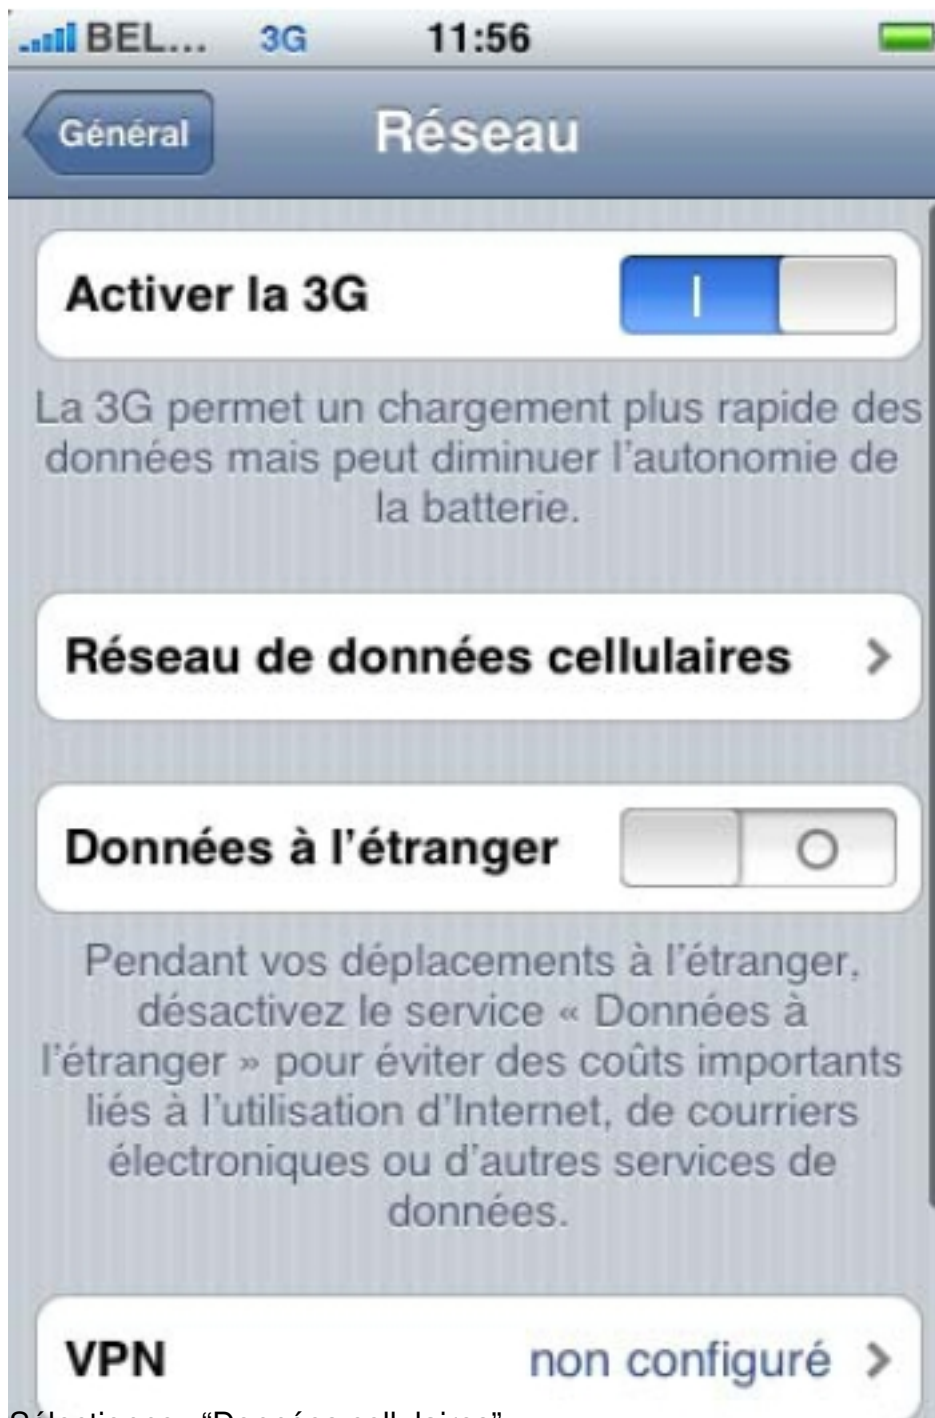 BEL... 3G 11:56
Général Réseau
Activer la 3G
La 3G permet un chargement plus rapide des
données mais peut diminuer l'autonomie de
la batterie.
Réseau de données cellulaires
Données à l'étranger
Pendant vos déplacements à l'étranger,
désactivez le service « Données à
l'étranger » pour éviter des coûts importants
liés à l'utilisation d'Internet, de courriers
électroniques ou d'autres services de
données.
VPN non configuré
“Données cellulaires”